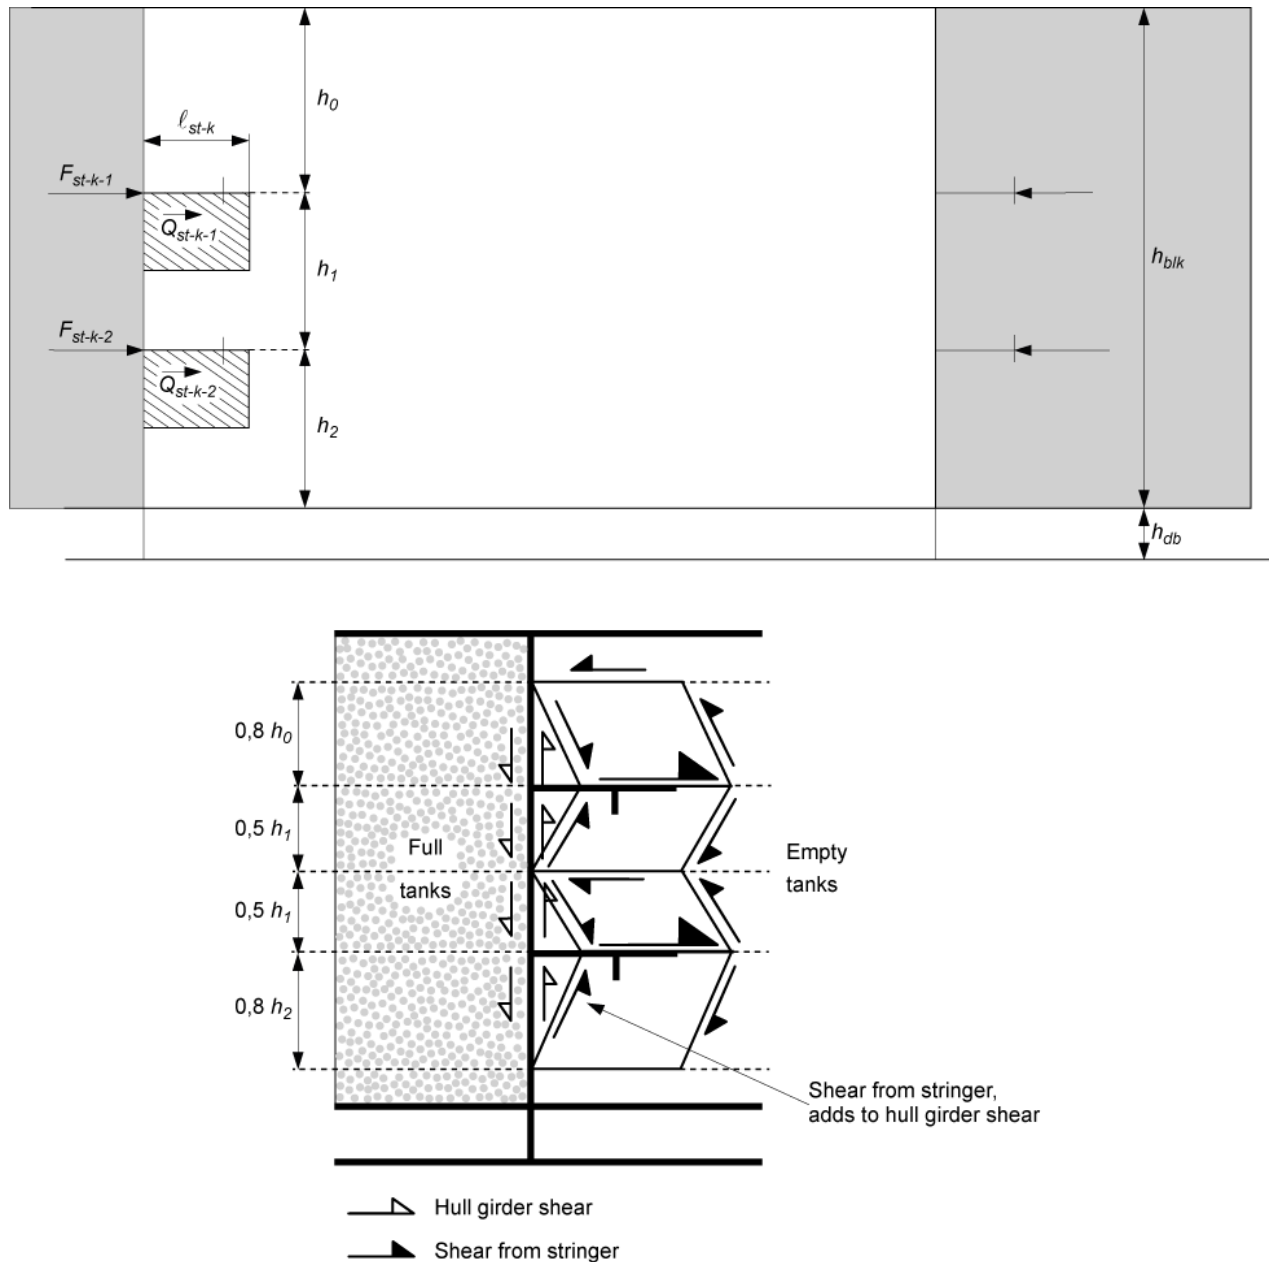 h0
ℓst-k
Fst-k-1
Qst-k-1
h1
hblk
Fst-k-2
Qst-k-2
h2
hdb
0,8 h0
0,5 h1
Full
tanks
Empty
tanks
0,5 h1
0,8 h2
Shear from stringer,
adds to hull girder shear
Hull girder shear
Shear from stringer